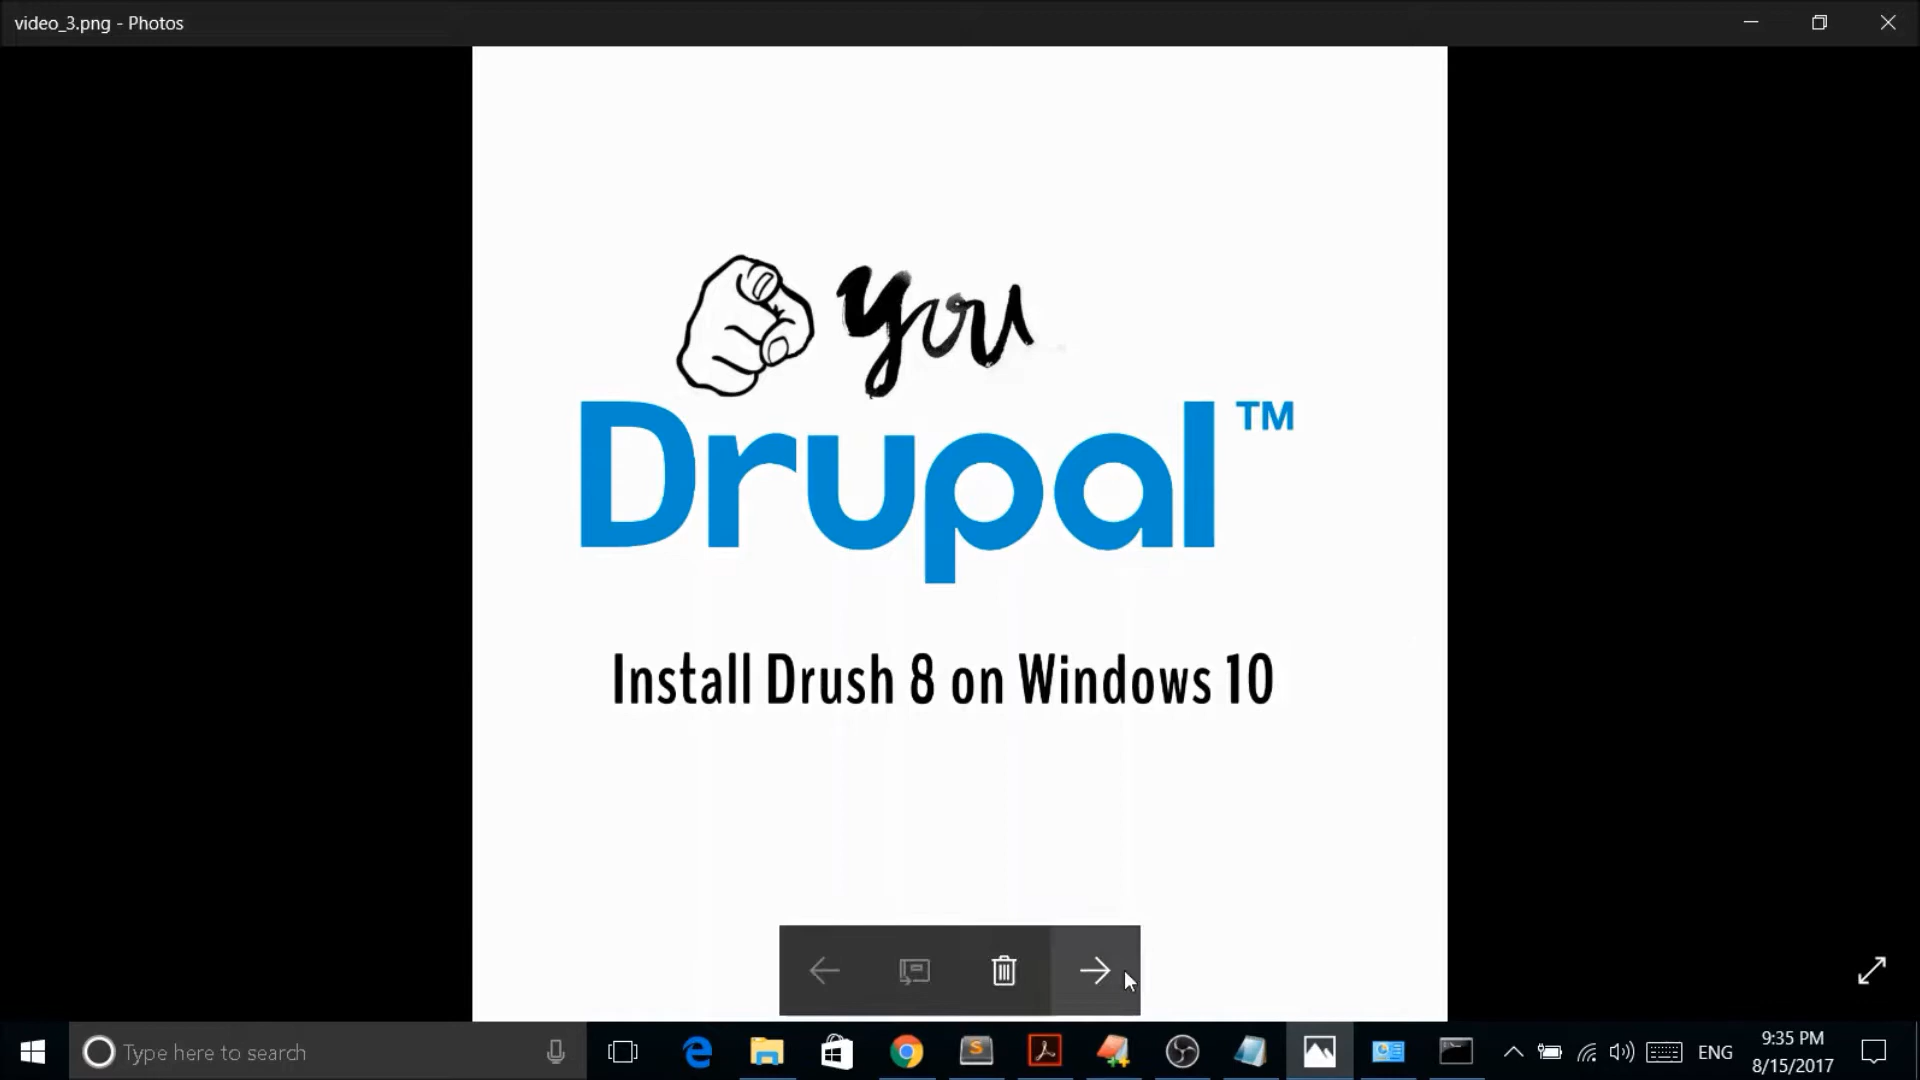 video_3.png - Photos
you
Drupal™
Install Drush 8 on Windows 10
Type here to search
S
ENG
9:35 PM
8/15/2017